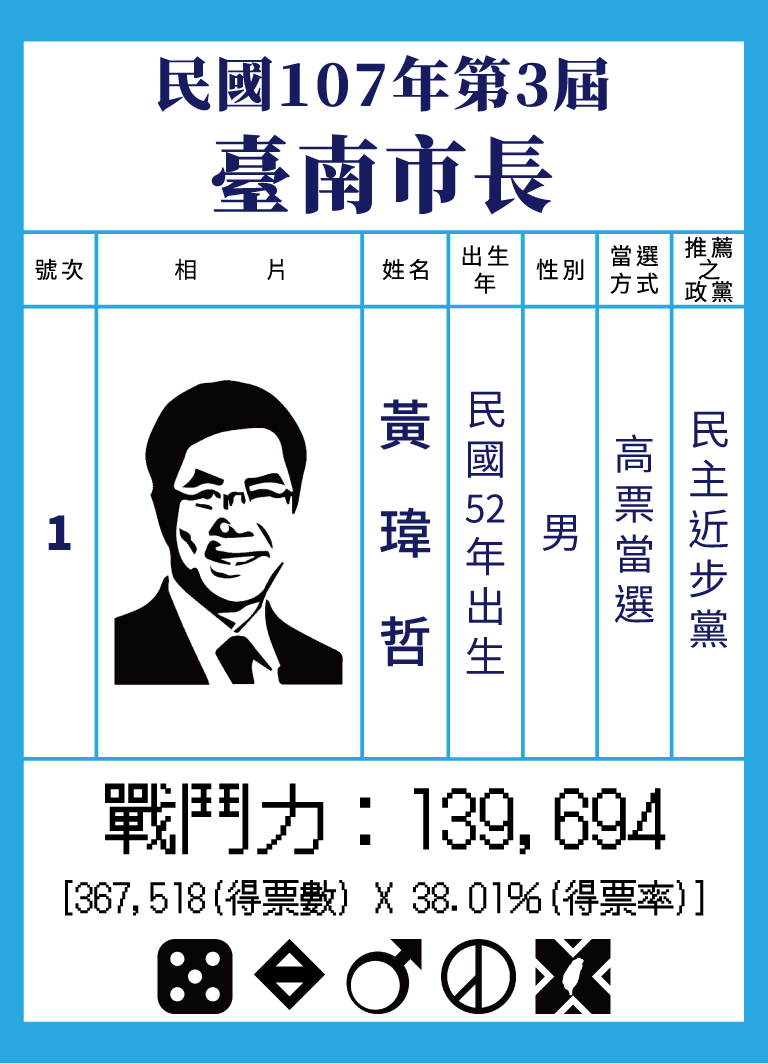 民國107年第3屆
臺南市長
號次
相片
姓名
出生年
性別
當選方式
推薦之政黨
1
黃瑋哲
民國52年出生
男
高票當選
民主近步黨
戰鬥力：139,694
[367,518(得票數) X 38.01%(得票率)]